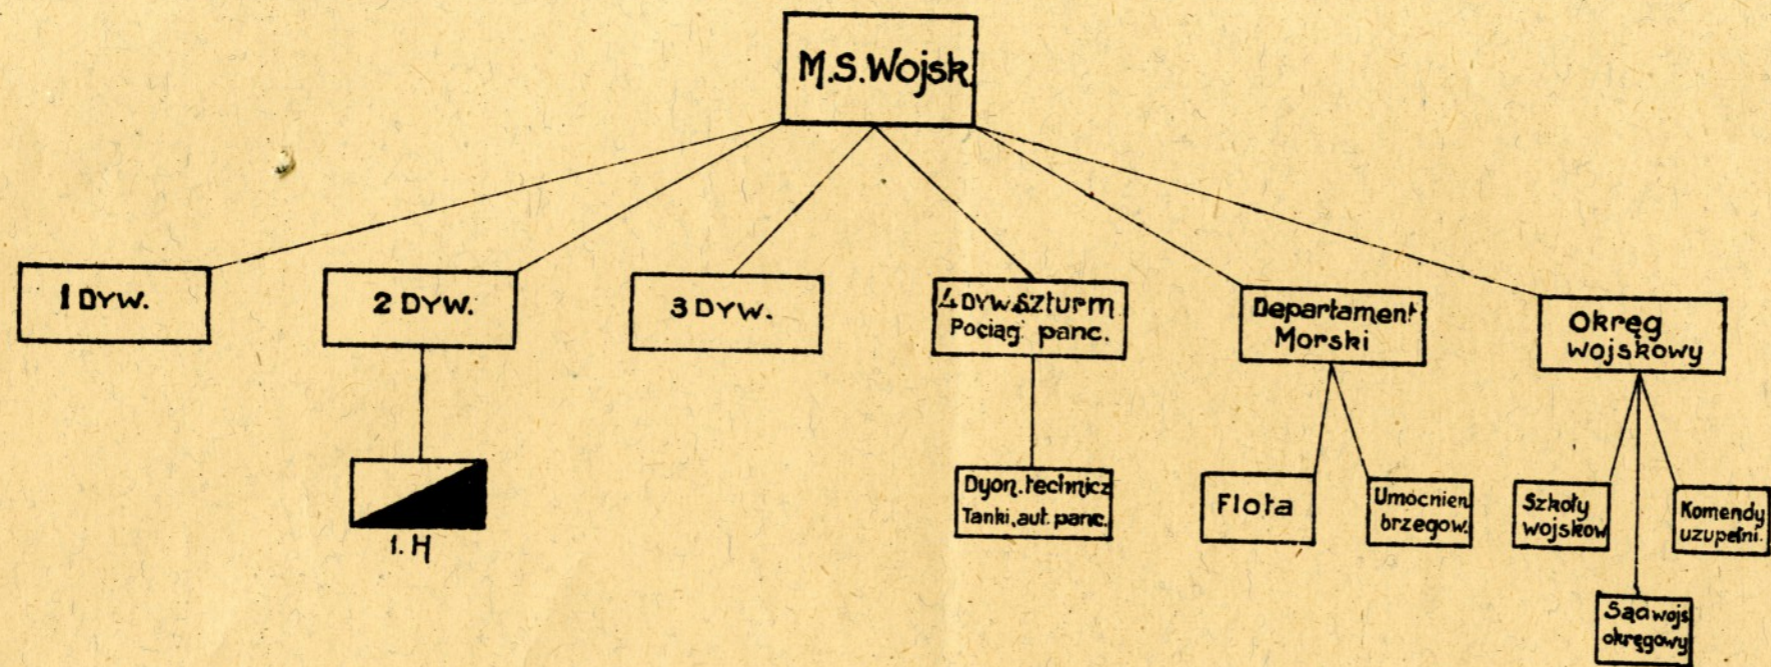 M.S.Wojsk.
1 DYW.
2 DYW.
3 DYW.
4 DYW. SZTURM
Pociąg. panc.
Departament
Morski
Okręg
wojskowy
1. H
Dyon. technicz
Tanki, aut. panc.
Flota
Umocnien.
brzegow.
Szkoły
wojskow
Komendy
uzupełni.
Sąd wojs
okręgowy